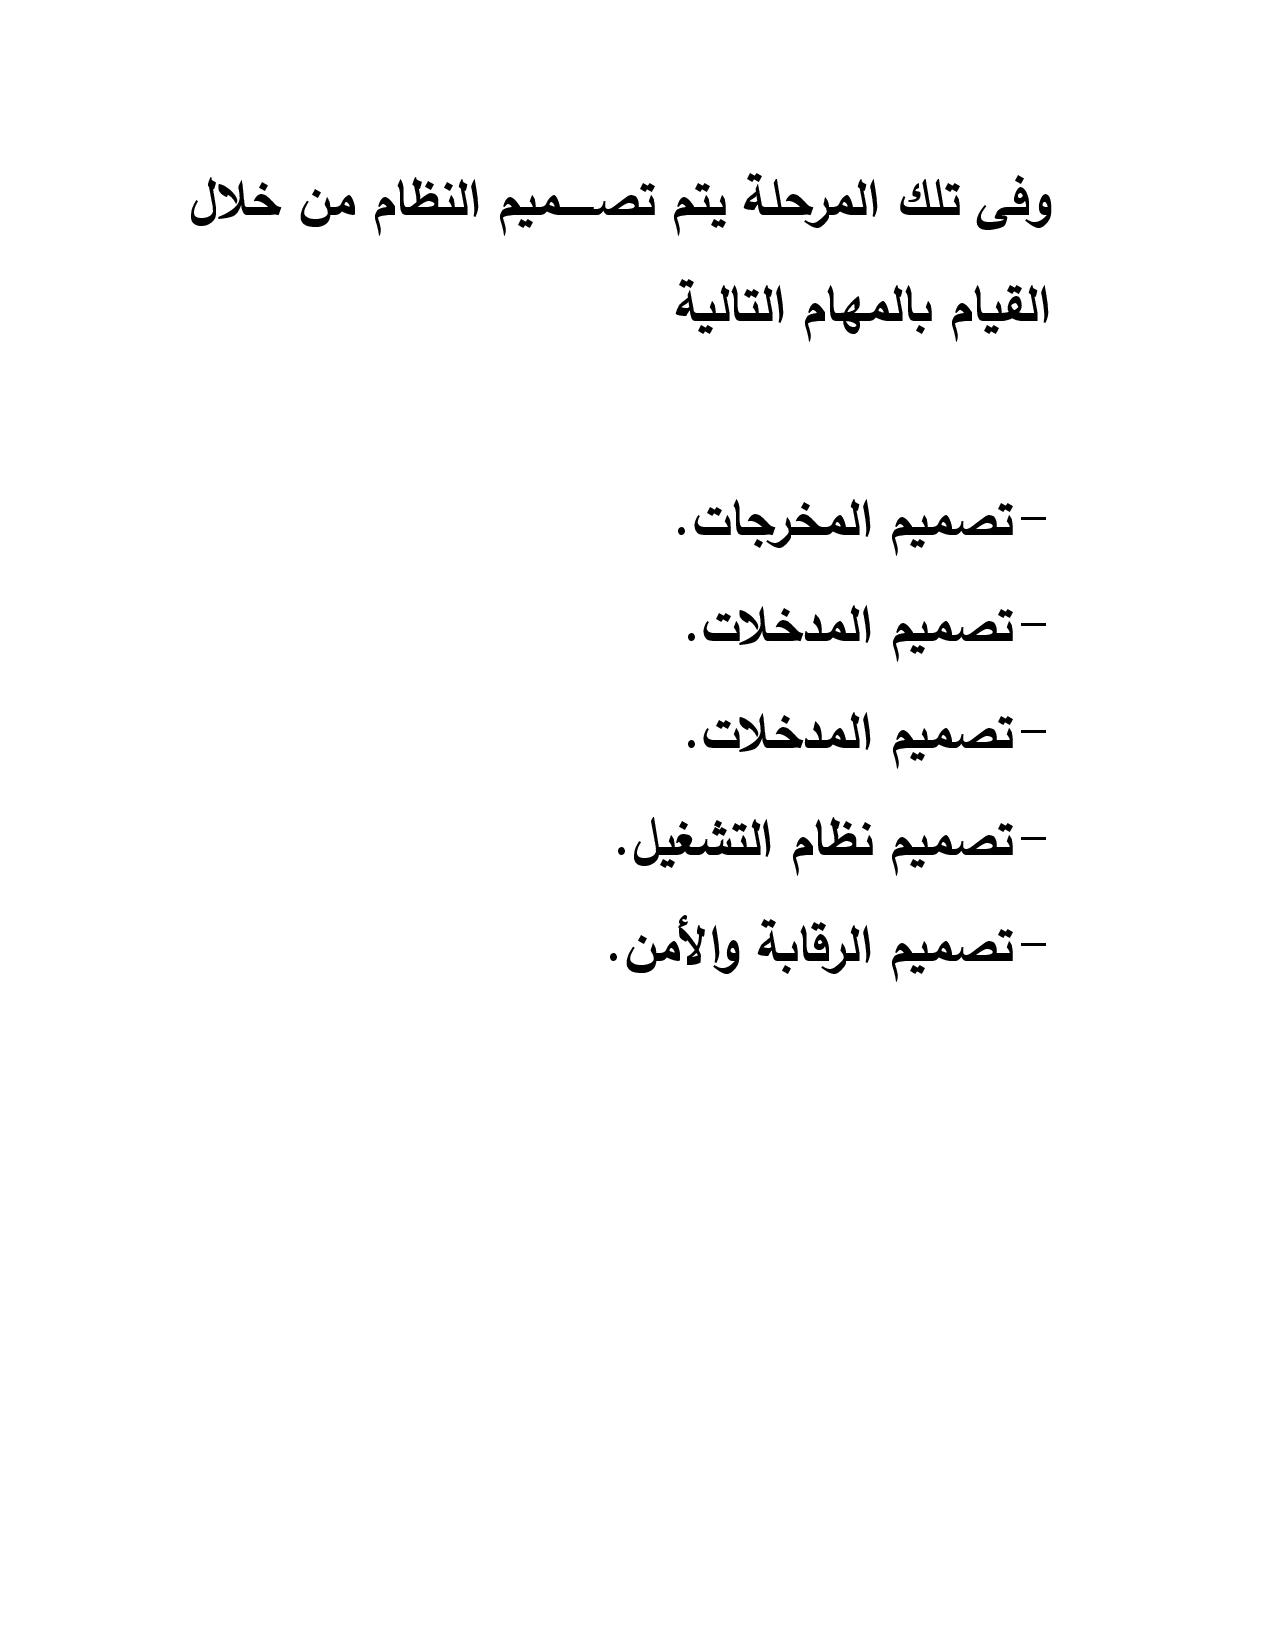 وفى تلك المرحلة يتم تصـــميم النظام من خلال
القيام بالمهام التالية
-تصميم المخرجات.
-تصميم المدخلات.
-تصميم المدخلات.
-تصميم نظام التشغيل.
-تصميم الرقابة والأمن.